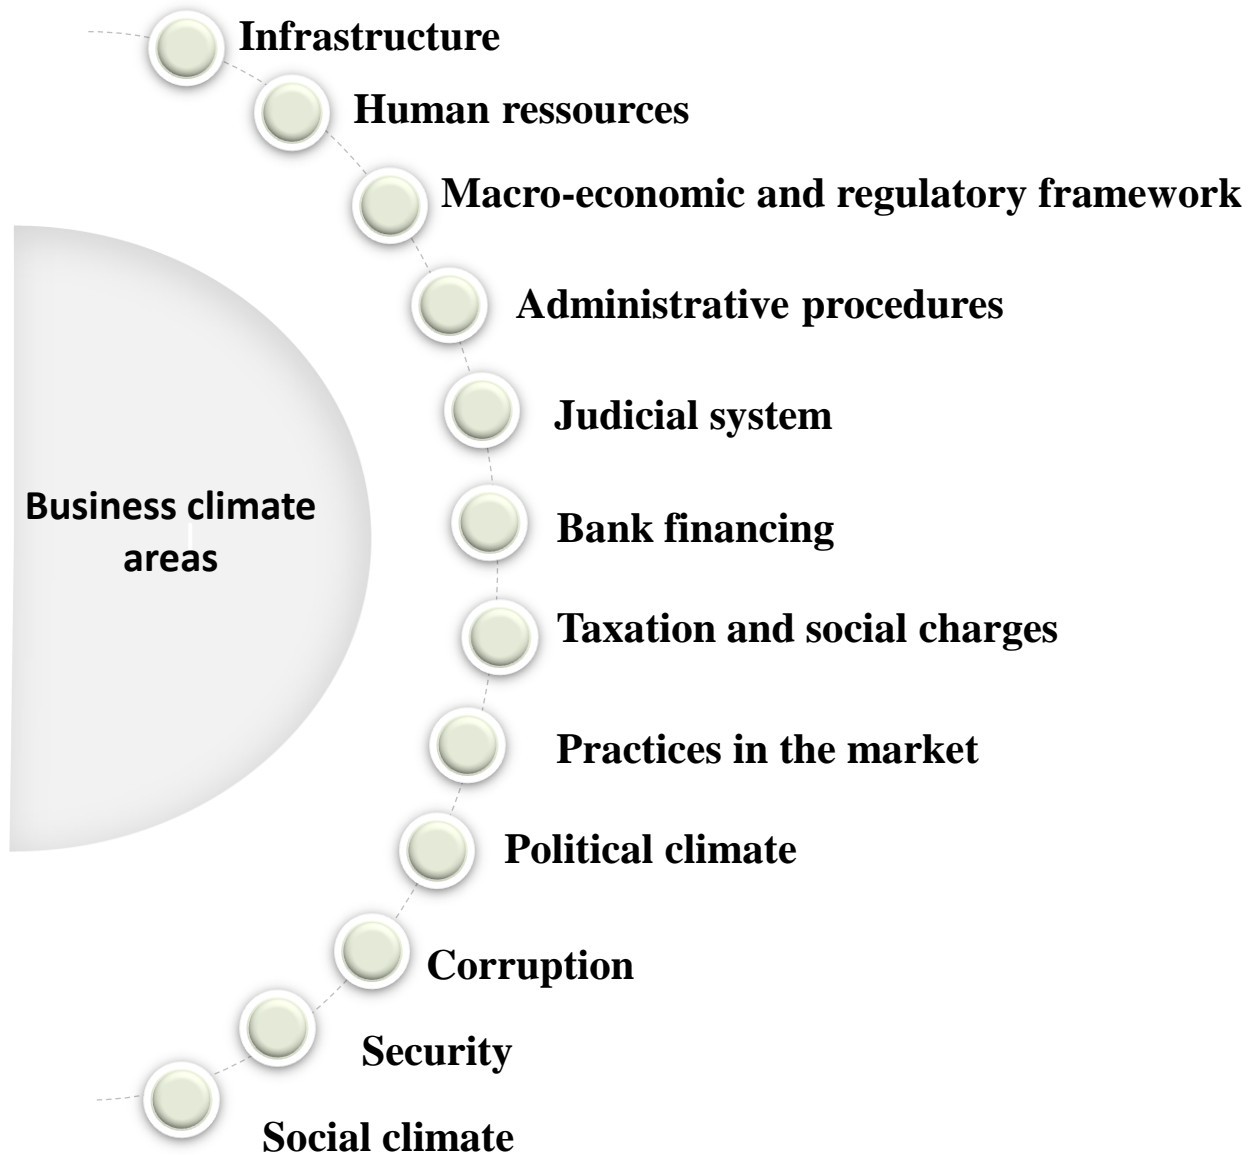 Infrastructure
Human ressources
Macro-economic and regulatory framework
Administrative procedures
Judicial system
Business climate
areas
Bank financing
Taxation and social charges
Practices in the market
Political climate
Corruption
Security
Social climate